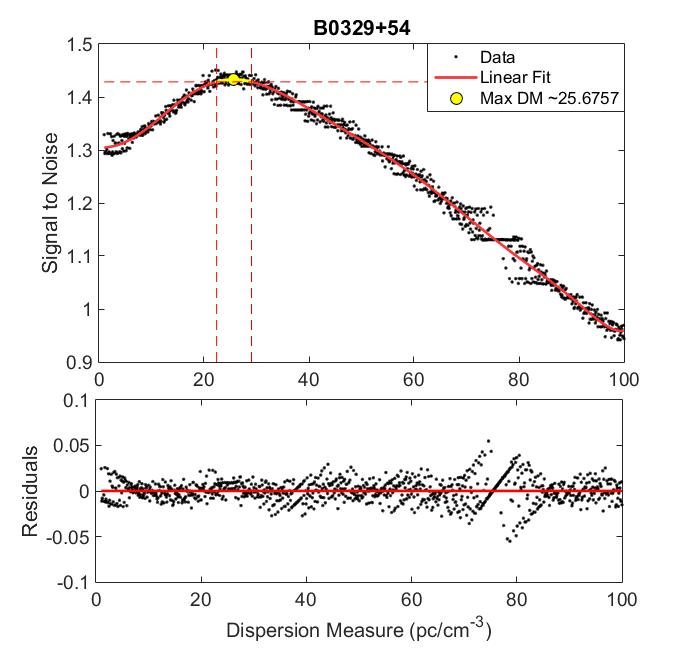 B0329+54
1.5
1.4
1.3
1.2
1.1
1
0.9
Signal to Noise
Data
Linear Fit
Max DM ~25.6757
0 20 40 60 80 100
0.1
0.05
0
-0.05
-0.1
Residuals
0 20 40 60 80 100
Dispersion Measure (pc/cm-3)